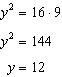 y² = 16 · 9
y² = 144
y = 12